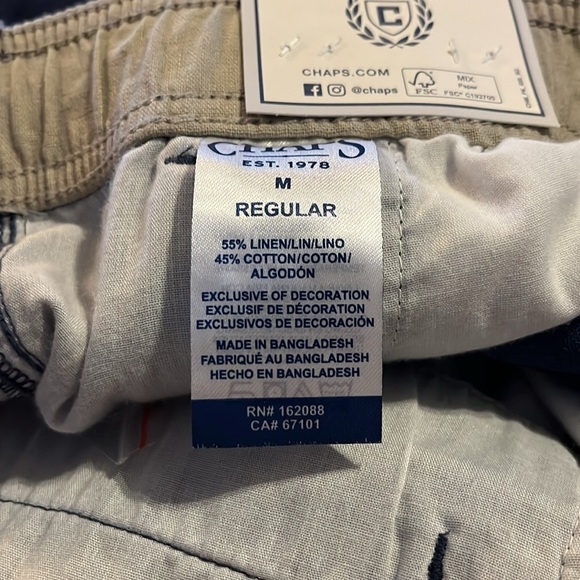 C
CHAPS.COM
@chaps
FSC
MIX
Paper
FSC® C192705
CHAPS
EST. 1978
M
REGULAR
55% LINEN/LIN/LINO
45% COTTON/COTON/
ALGODÓN
EXCLUSIVE OF DECORATION
EXCLUSIF DE DÉCORATION
EXCLUSIVOS DE DECORACIÓN
MADE IN BANGLADESH
FABRIQUÉ AU BANGLADESH
HECHO EN BANGLADESH
RN# 162088
CA# 67101